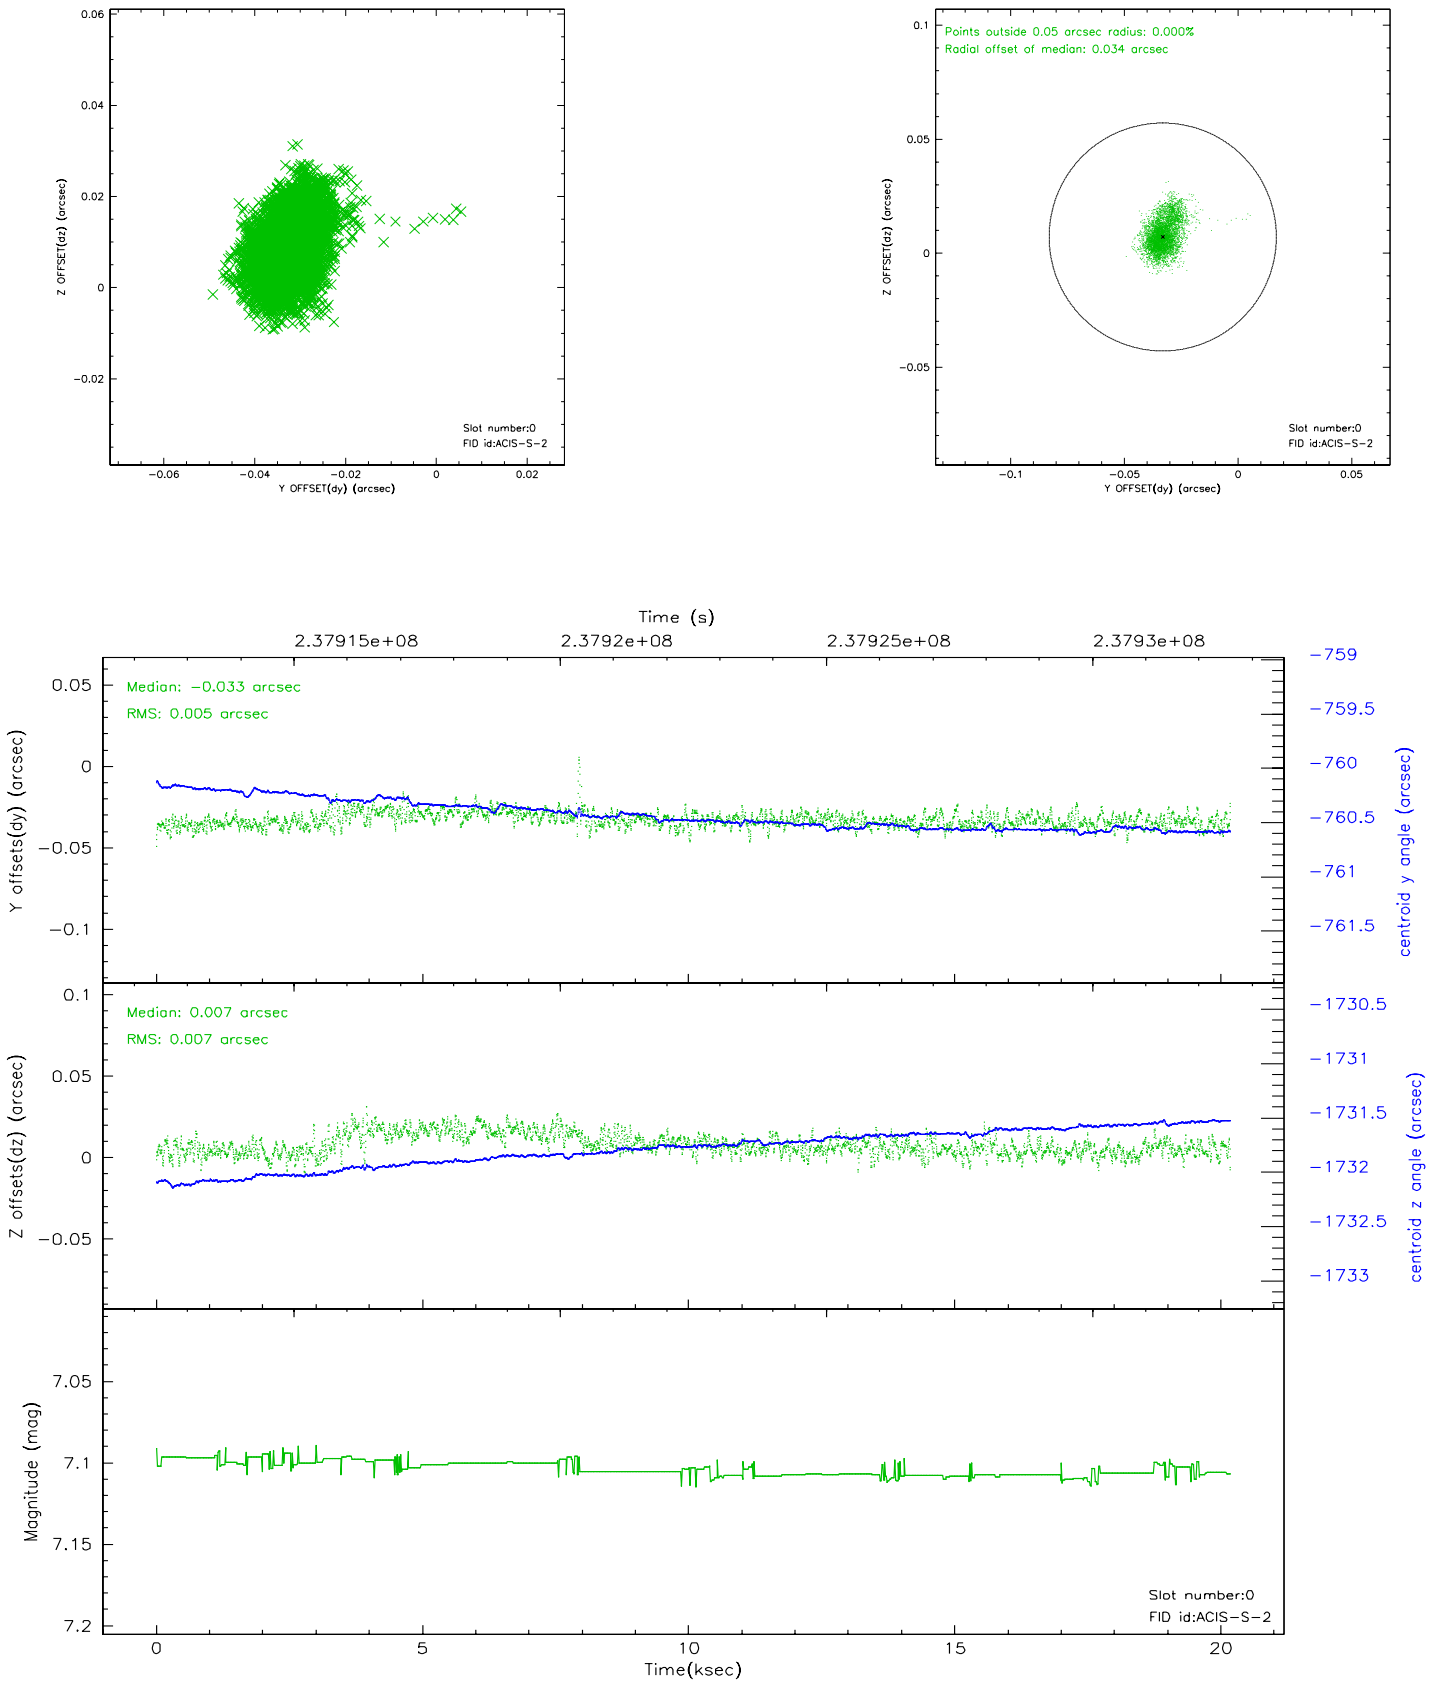 0.06
0.04
0.02
0
−0.02
Z OFFSET(dz) (arcsec)
−0.06
−0.04
−0.02
0
0.02
Y OFFSET(dy) (arcsec)
Slot number:0
FID id:ACIS−S−2
Points outside 0.05 arcsec radius: 0.000%
Radial offset of median: 0.034 arcsec
0.1
0.05
0
−0.05
Z OFFSET(dz) (arcsec)
−0.1
−0.05
0
0.05
Y OFFSET(dy) (arcsec)
Slot number:0
FID id:ACIS−S−2
Time (s)
2.37915e+08
2.3792e+08
2.37925e+08
2.3793e+08
Median: −0.033 arcsec
RMS: 0.005 arcsec
0.05
0
−0.05
−0.1
Y offsets(dy) (arcsec)
−759
−759.5
−760
−760.5
−761
−761.5
centroid y angle (arcsec)
Median: 0.007 arcsec
RMS: 0.007 arcsec
0.1
0.05
0
−0.05
Z offsets(dz) (arcsec)
−1730.5
−1731
−1731.5
−1732
−1732.5
−1733
centroid z angle (arcsec)
7.05
7.1
7.15
7.2
Magnitude (mag)
Slot number:0
FID id:ACIS−S−2
0
5
10
15
20
Time(ksec)